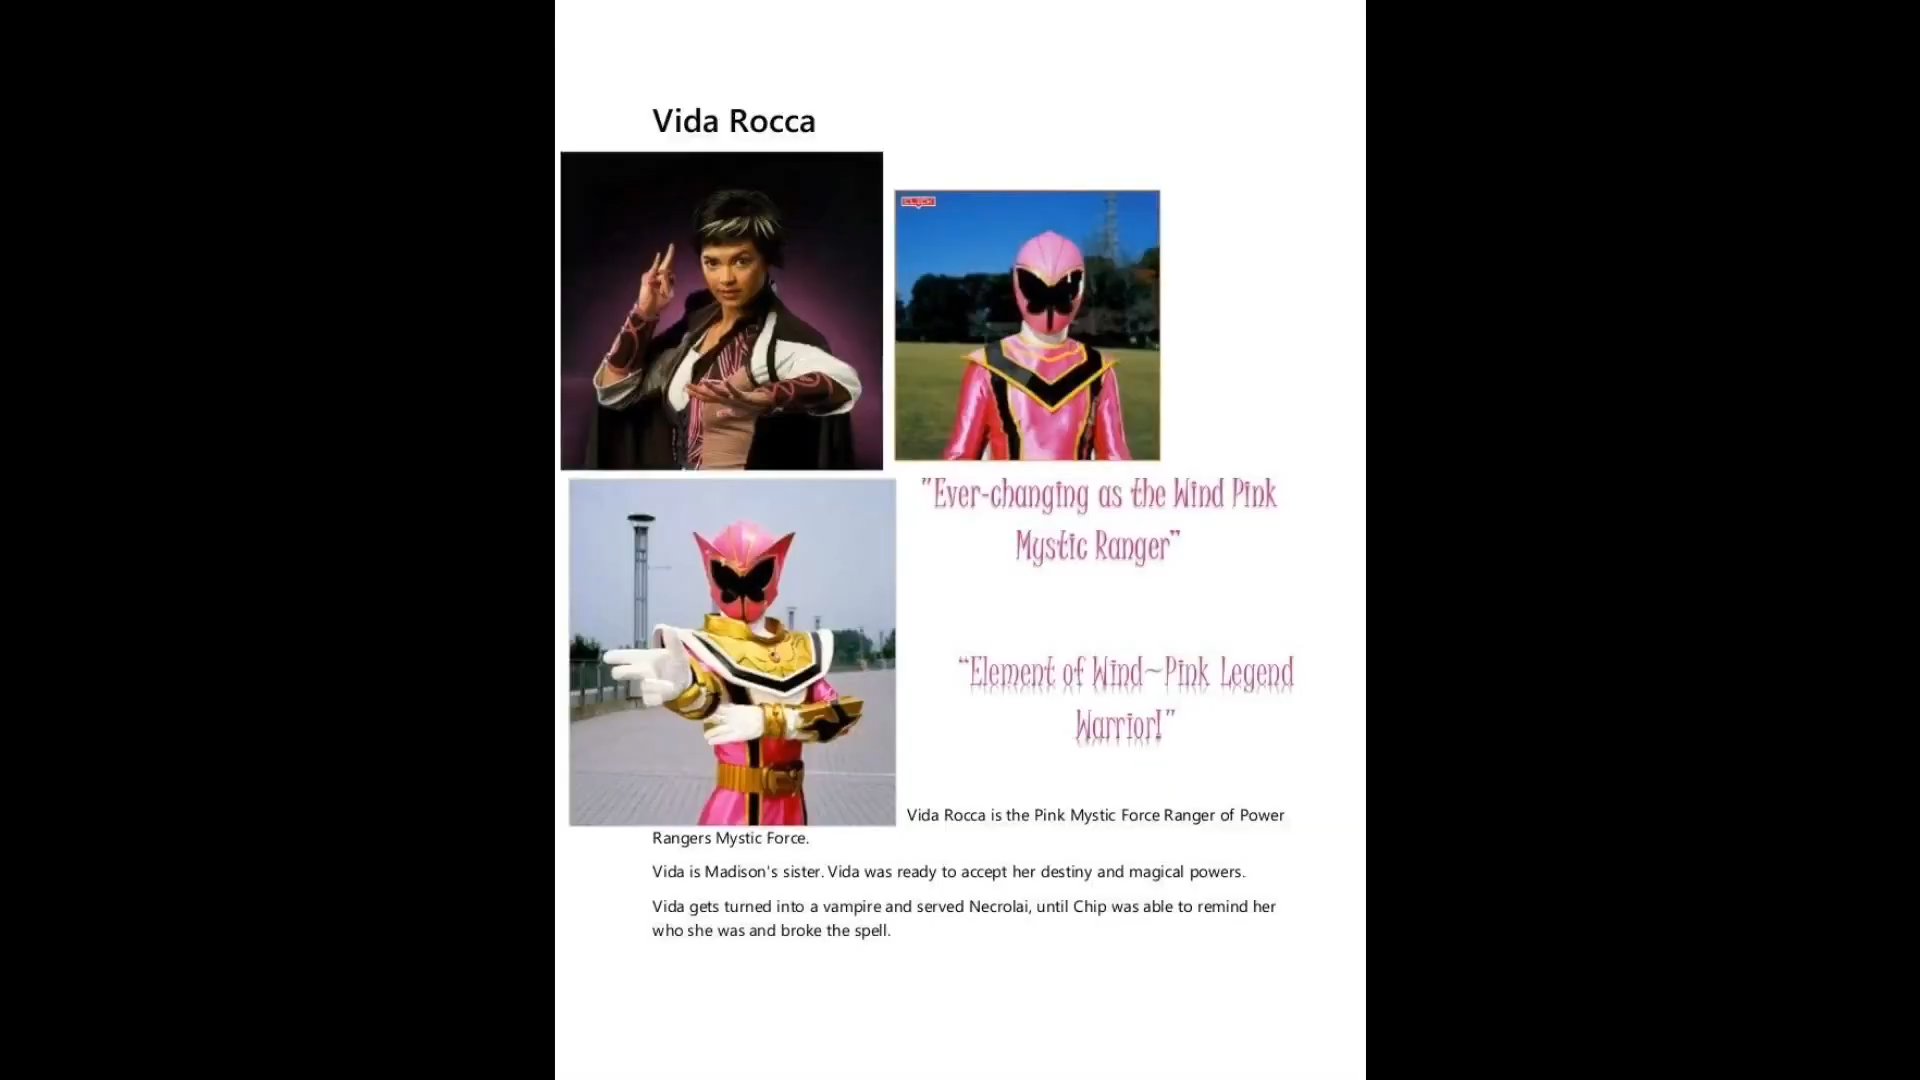 Vida Rocca
CLICK
"Ever-changing as the Wind Pink
Mystic Ranger”
“Element of Wind~Pink Legend
Warrior!”
Vida Rocca is the Pink Mystic Force Ranger of Power
Rangers Mystic Force.
Vida is Madison's sister. Vida was ready to accept her destiny and magical powers.
Vida gets turned into a vampire and served Necrolai, until Chip was able to remind her
who she was and broke the spell.